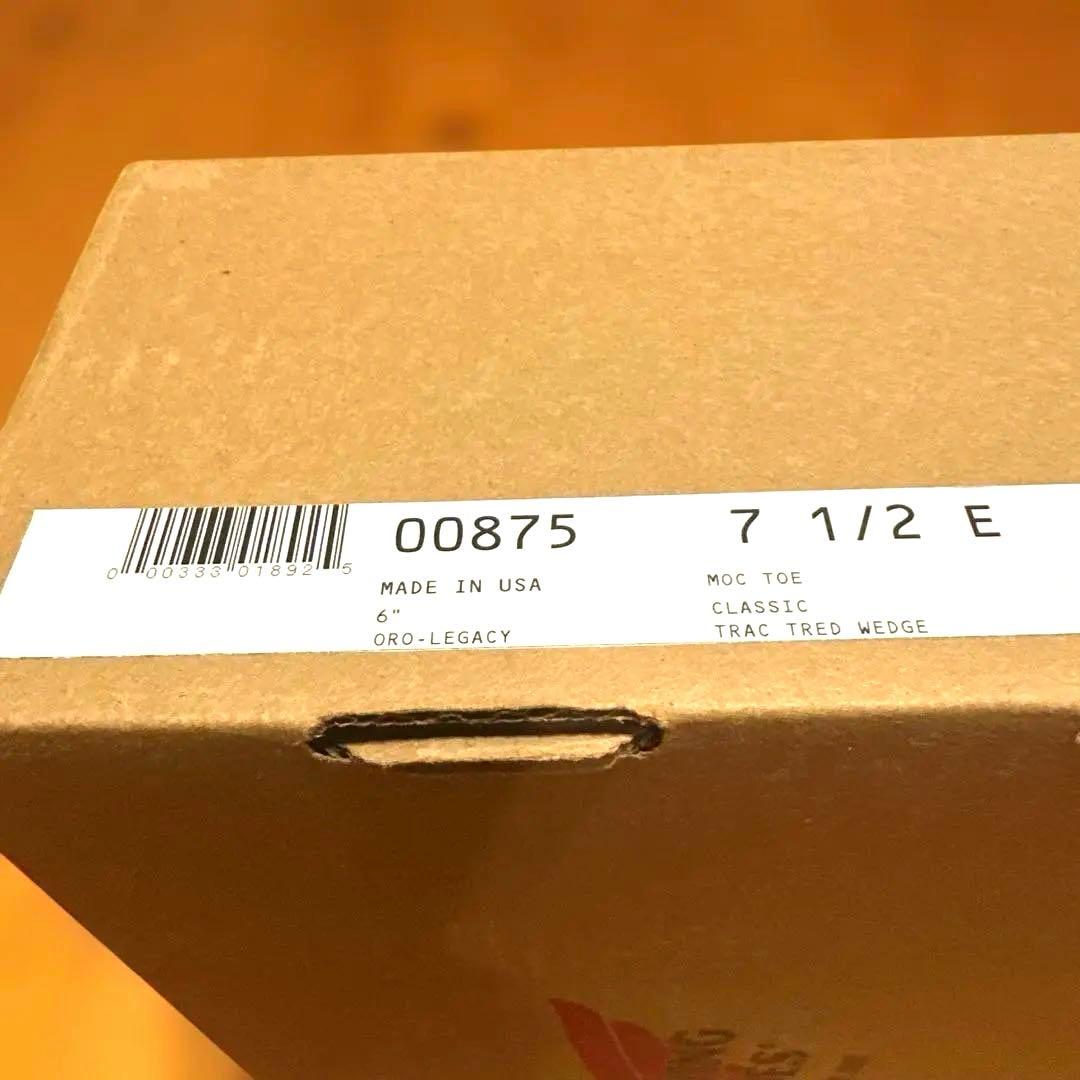 00875
7 1/2 E
0 00333 01892 5
MADE IN USA
MOC TOE
6"
CLASSIC
ORO-LEGACY
TRAC TRED WEDGE